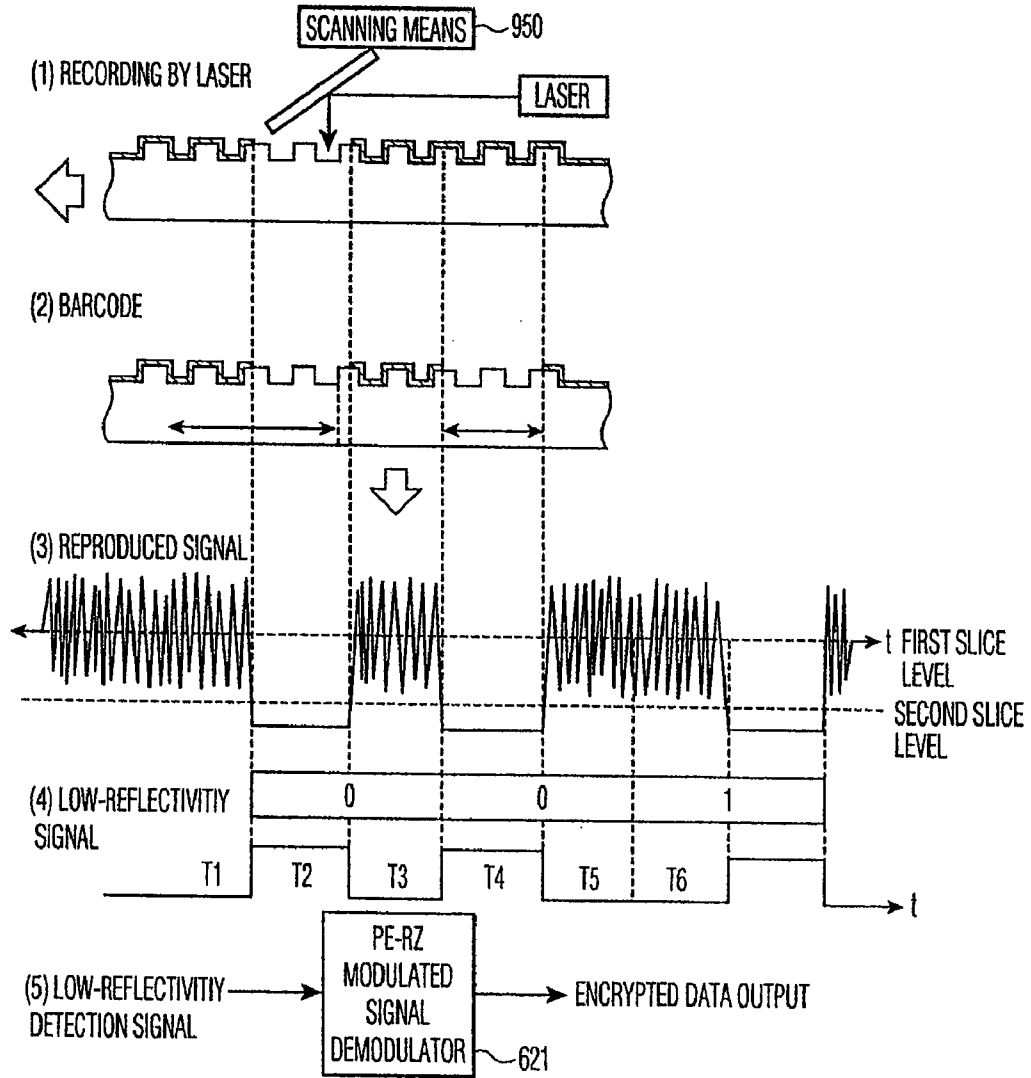 SCANNING MEANS 950
(1) RECORDING BY LASER
LASER
(2) BARCODE
(3) REPRODUCED SIGNAL
t FIRST SLICE
LEVEL
SECOND SLICE
LEVEL
(4) LOW-REFLECTIVITIY
SIGNAL
0 0 1
T1 T2 T3 T4 T5 T6
t
PE-RZ
MODULATED
SIGNAL
DEMODULATOR
(5) LOW-REFLECTIVITIY
DETECTION SIGNAL
ENCRYPTED DATA OUTPUT
621